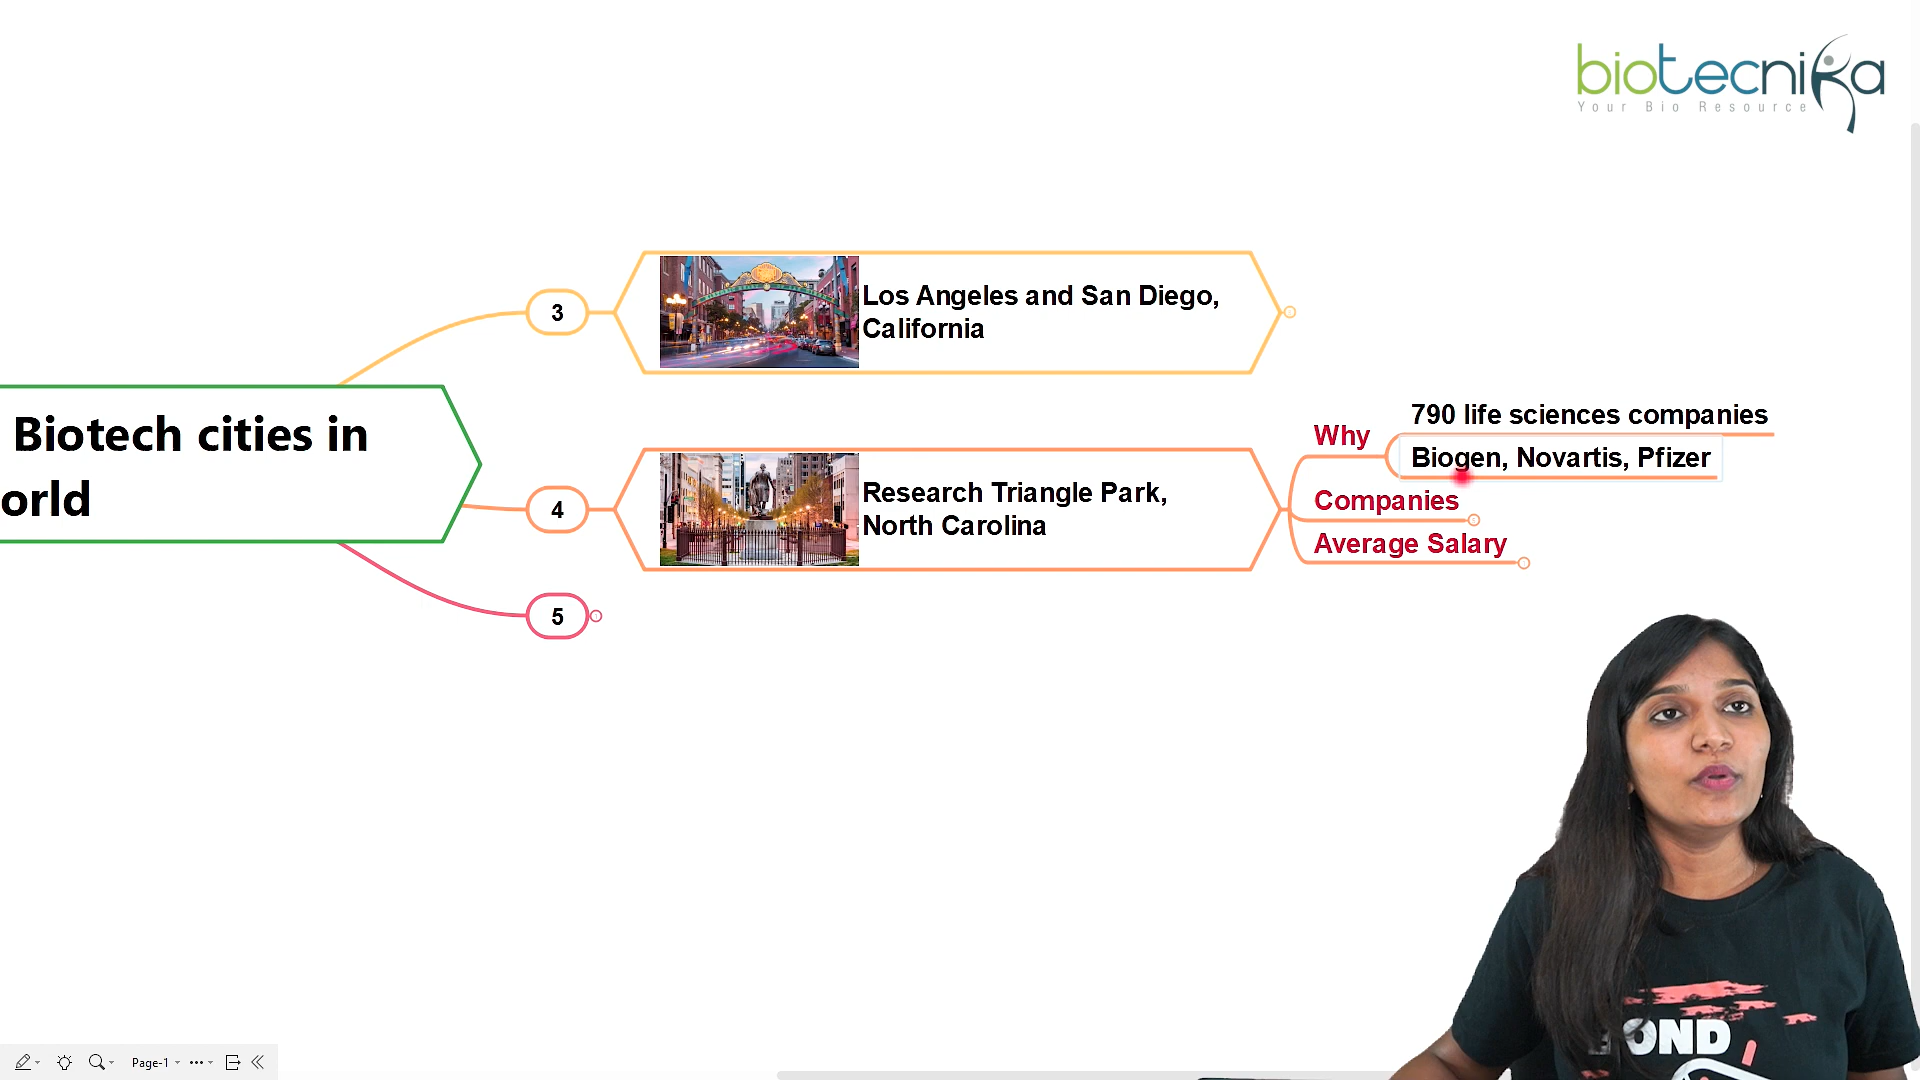 biotecnika
Your Bio Resource
3
Los Angeles and San Diego,
California
Biotech cities in
orld
4
Research Triangle Park,
North Carolina
Why
790 life sciences companies
Biogen, Novartis, Pfizer
Companies
Average Salary
5
OND
Page-1